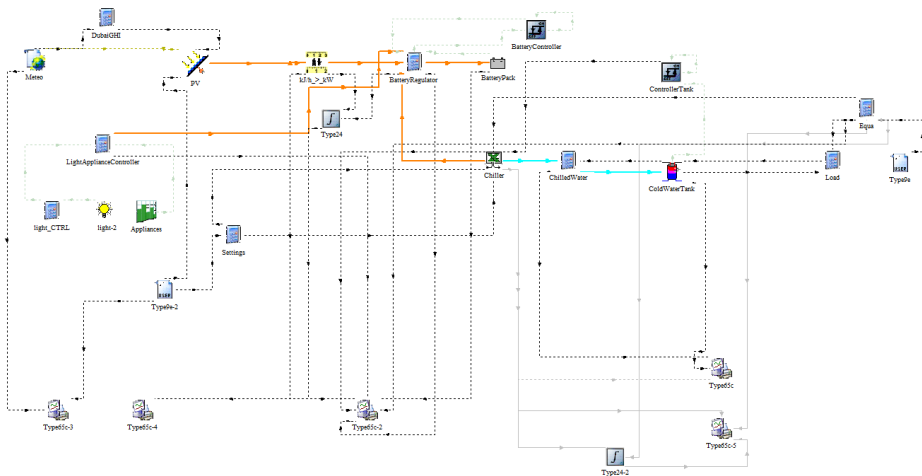 DubaiGHI
BatteryController
Meteo
PV
kJ/h_>_kW
BatteryRegulator
BatteryPack
ControllerTank
Type24
Equa
LightApplianceController
Chiller
ChilledWater
ColdWaterTank
Load
Type9e
light_CTRL
light-2
Appliances
Settings
Type9e-2
Type65c
Type65c-3
Type65c-4
Type65c-2
Type65c-5
Type24-2